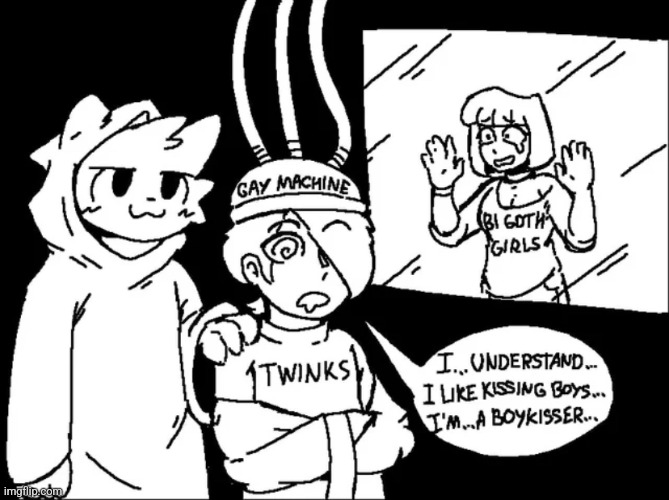 GAY MACHINE
BI GOTH
GIRLS
TWINKS
I... UNDERSTAND...
I LIKE KISSING BOYS...
I'M...A BOYKISSER...
imgflip.com